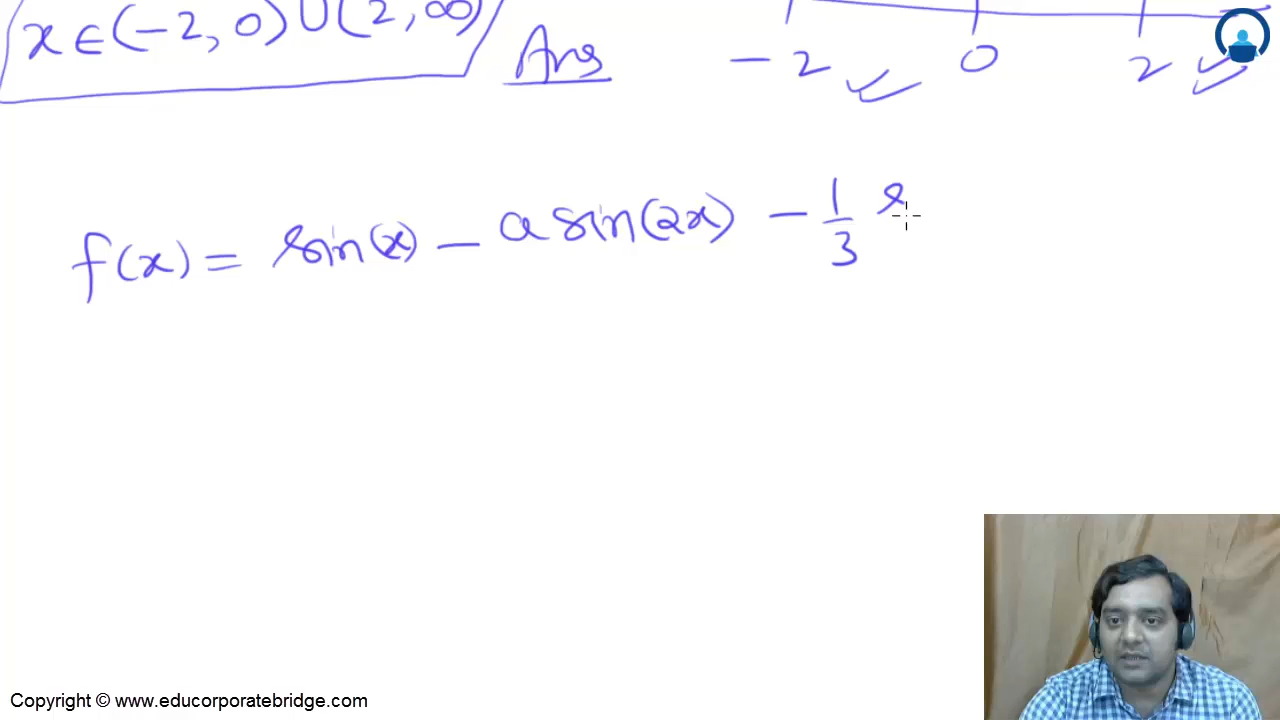 x ∈ (-2, 0) ∪ (2, ∞)
Ans
-2 0 2
f(x) = sin(x) - a sin(2x) - 1/3 s
Copyright © www.educorporatebridge.com